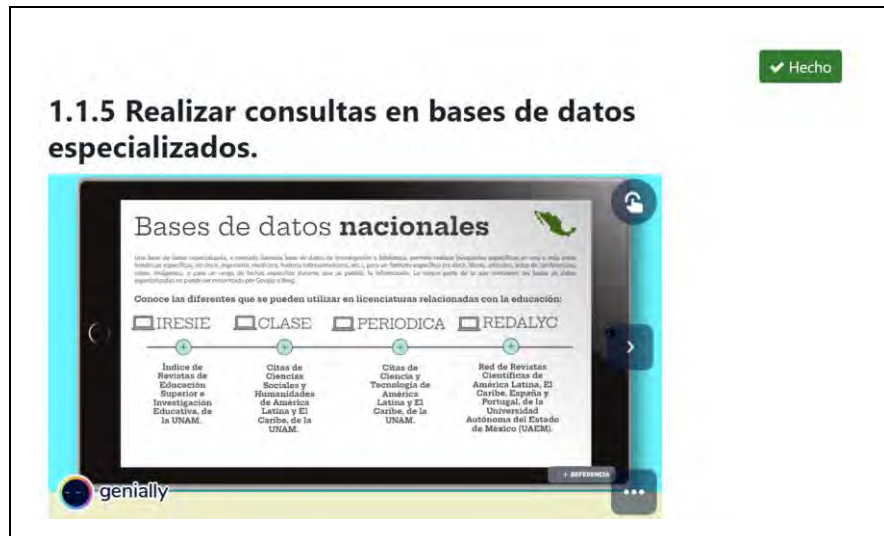 ✔ Hecho
1.1.5 Realizar consultas en bases de datos
especializados.
Bases de datos nacionales
Conoce las diferentes que se pueden utilizar en licenciaturas relacionadas con la educación:
IRESIE
CLASE
PERIODICA
REDALYC
Índice de
Revistas de
Educación
Superior e
Investigación
Educativa, de
la UNAM.
Citas de
Ciencias
Sociales y
Humanidades
de América
Latina y El
Caribe, de la
UNAM.
Citas de
Ciencia y
Tecnología de
América
Latina y El
Caribe, de la
UNAM.
Red de Revistas
Científicas de
América Latina, El
Caribe, España y
Portugal, de la
Universidad
Autónoma del Estado
de México (UAEM).
+ REFERENCIA
genially